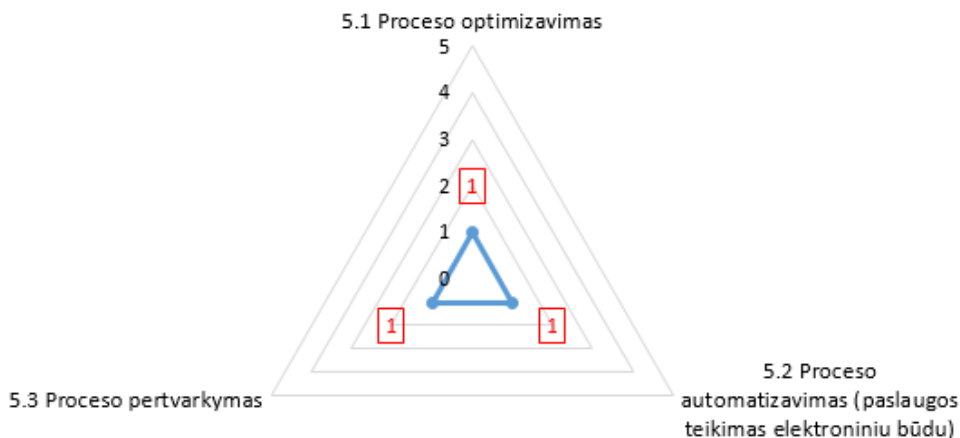 5.1 Proceso optimizavimas
5
4
3
2
1
1
0
1
1
5.3 Proceso pertvarkymas
5.2 Proceso
automatizavimas (paslaugos
teikimas elektroniniu būdu)